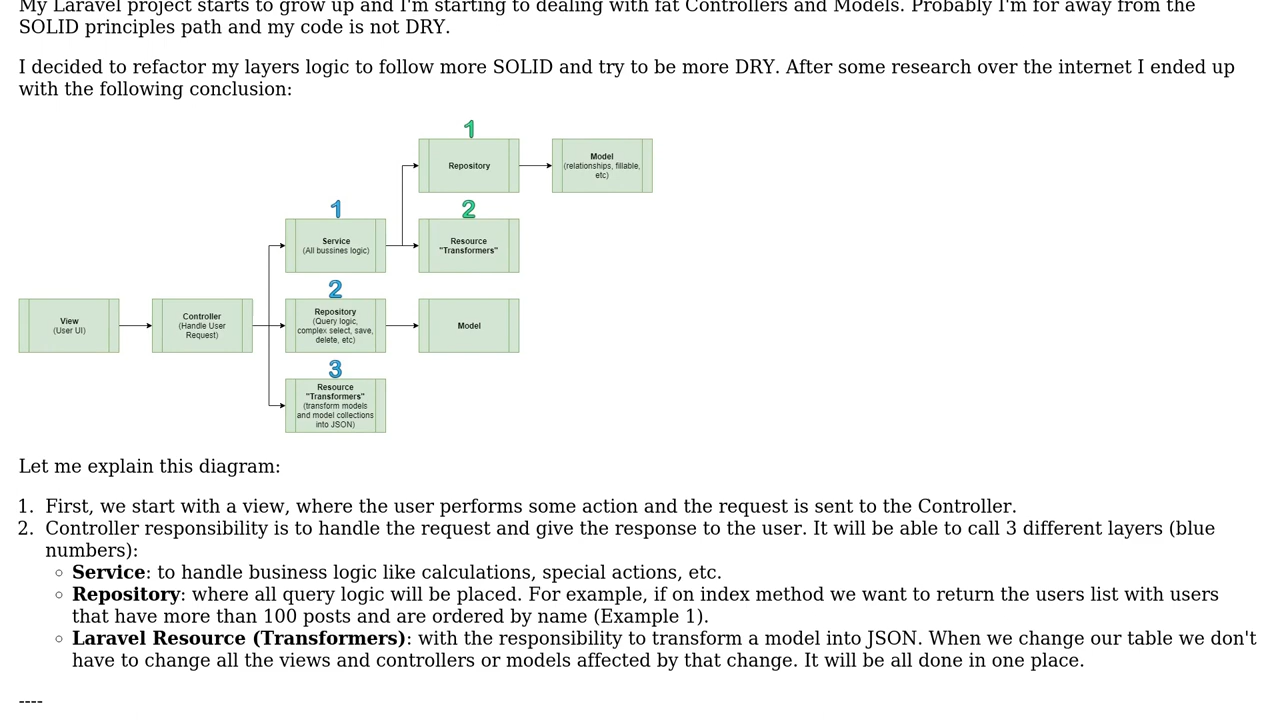 My Laravel project starts to grow up and I'm starting to dealing with fat Controllers and Models. Probably I'm for away from the
SOLID principles path and my code is not DRY.
I decided to refactor my layers logic to follow more SOLID and try to be more DRY. After some research over the internet I ended up
with the following conclusion:
1
Repository
Model
(relationships, fillable,
etc)
1
2
Service
(All bussines logic)
Resource
"Transformers"
2
View
(User UI)
Controller
(Handle User
Request)
Repository
(Query logic,
complex select, save,
delete, etc)
Model
3
Resource
"Transformers"
(transform models
and model collections
into JSON)
Let me explain this diagram:
1. First, we start with a view, where the user performs some action and the request is sent to the Controller.
2. Controller responsibility is to handle the request and give the response to the user. It will be able to call 3 different layers (blue
numbers):
◦ Service: to handle business logic like calculations, special actions, etc.
◦ Repository: where all query logic will be placed. For example, if on index method we want to return the users list with users
that have more than 100 posts and are ordered by name (Example 1).
◦ Laravel Resource (Transformers): with the responsibility to transform a model into JSON. When we change our table we don't
have to change all the views and controllers or models affected by that change. It will be all done in one place.
----